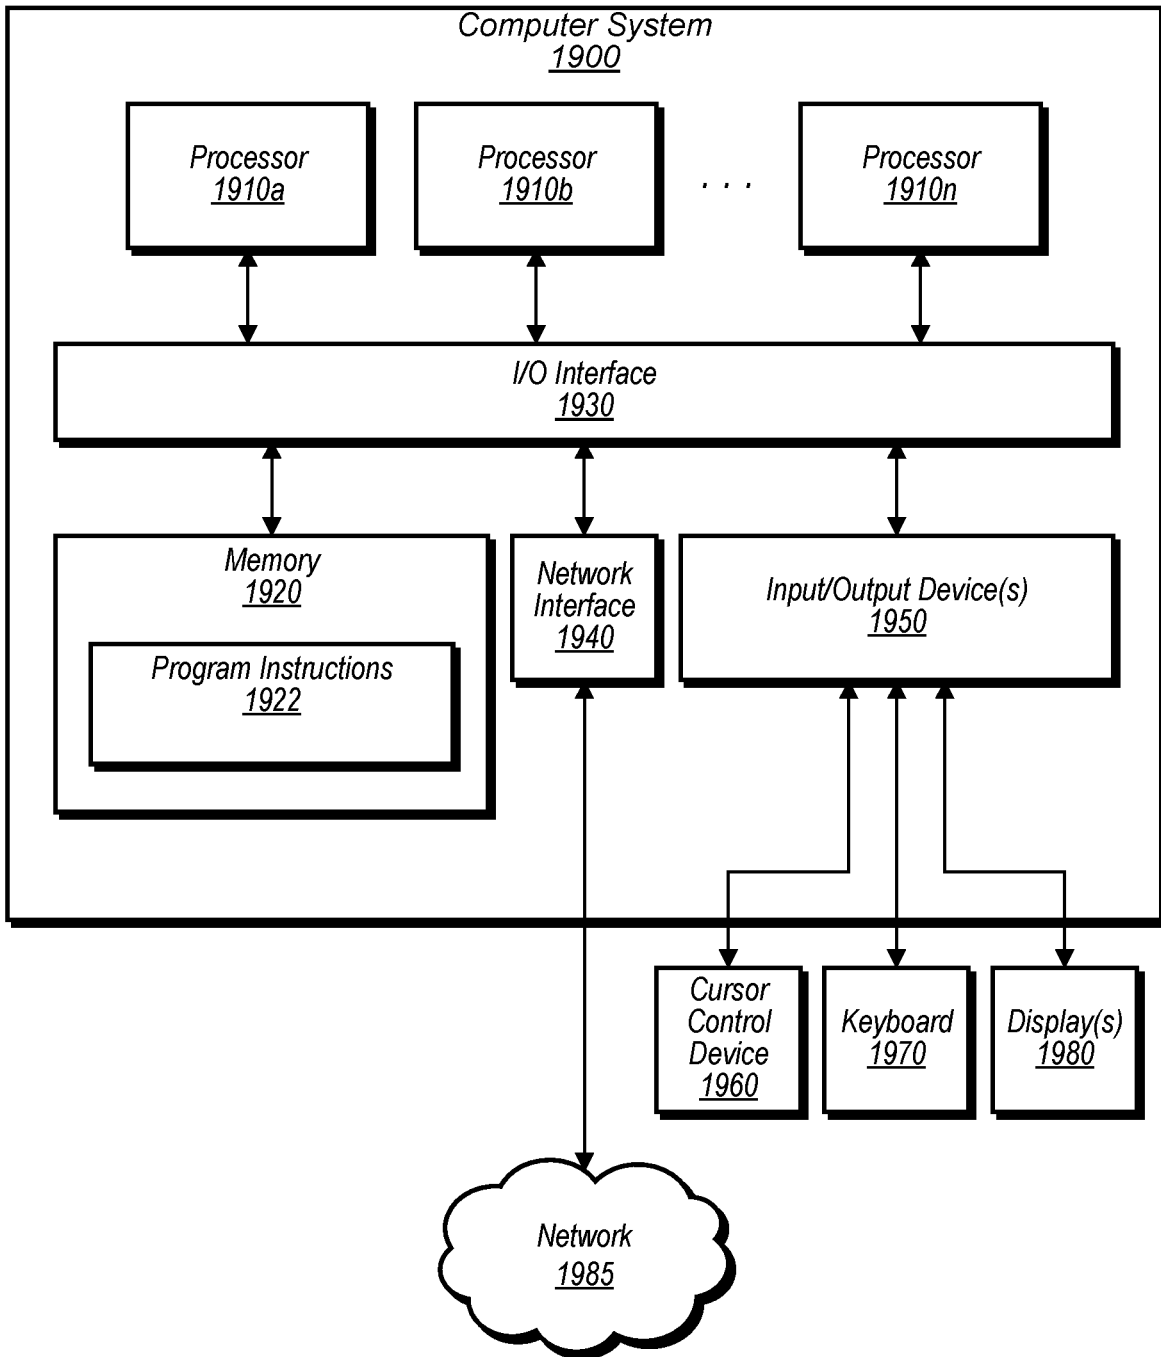 Computer System
1900
Processor
1910a
Processor
1910b
. . .
Processor
1910n
I/O Interface
1930
Memory
1920
Program Instructions
1922
Network
Interface
1940
Input/Output Device(s)
1950
Cursor
Control
Device
1960
Keyboard
1970
Display(s)
1980
Network
1985